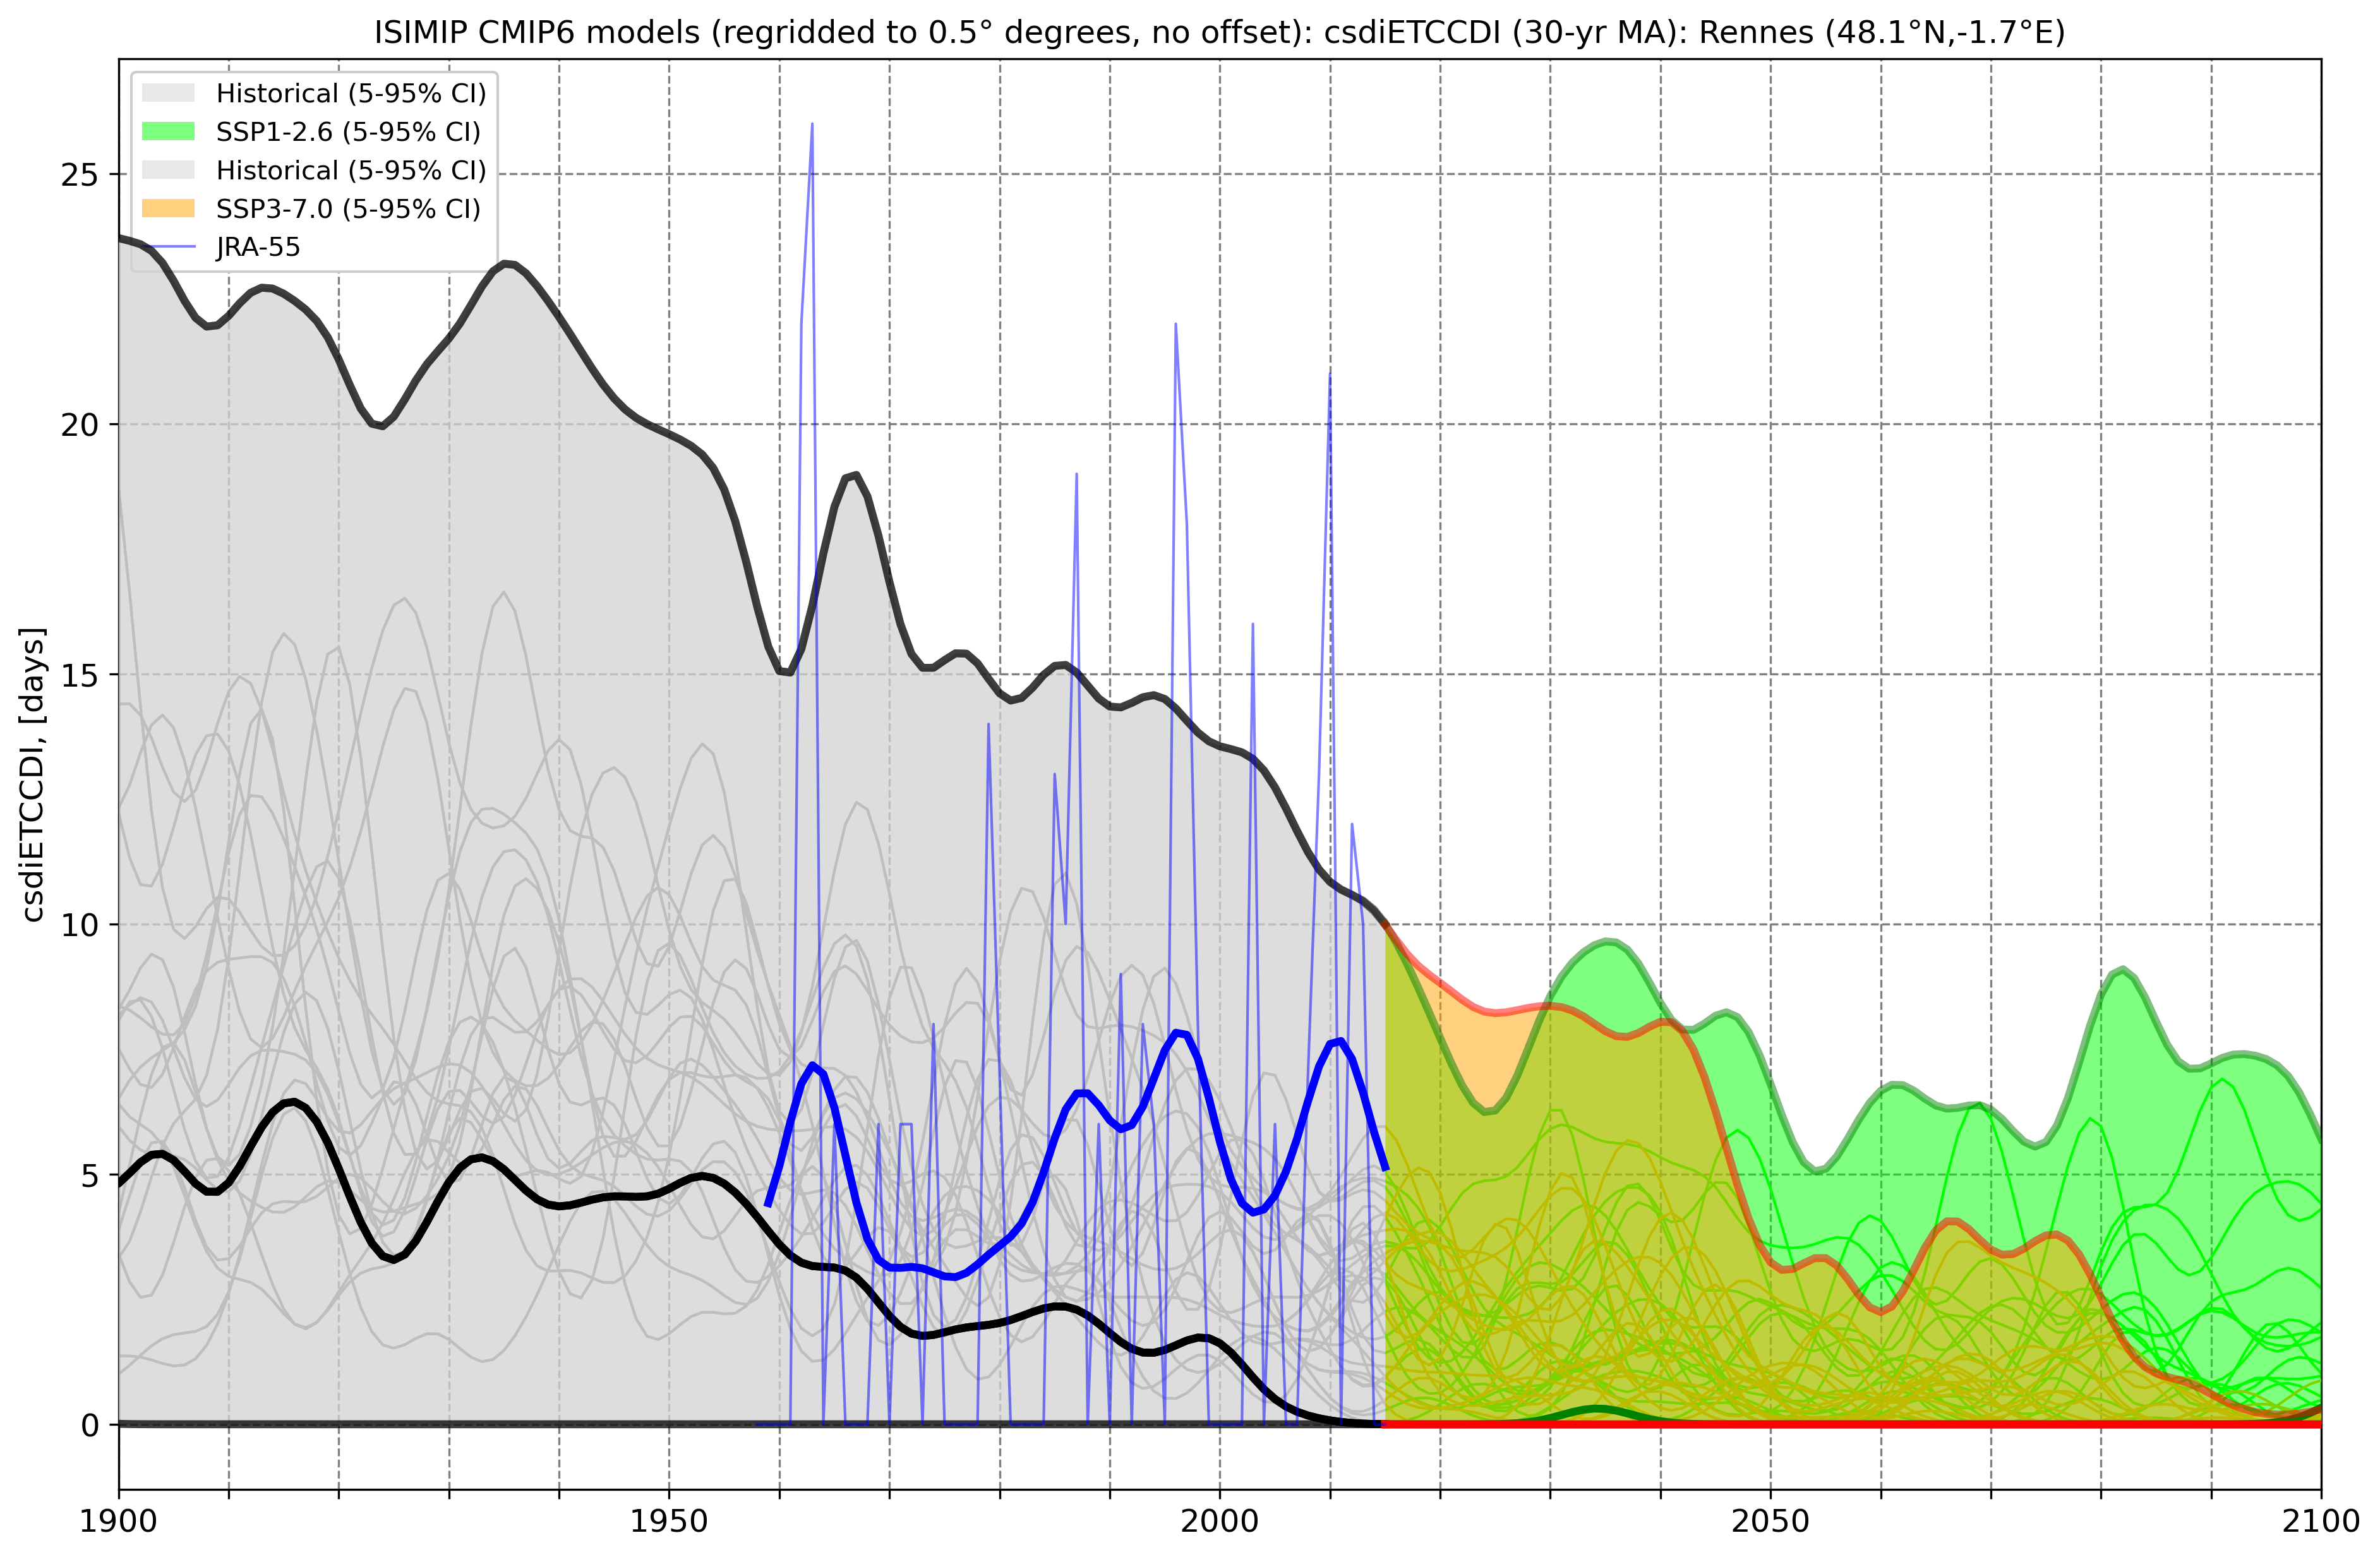 ISIMIP CMIP6 models (regridded to 0.5° degrees, no offset): csdiETCCDI (30-yr MA): Rennes (48.1°N,-1.7°E)
Historical (5-95% CI)
SSP1-2.6 (5-95% CI)
Historical (5-95% CI)
SSP3-7.0 (5-95% CI)
JRA-55
csdiETCCDI, [days]
25
20
15
10
5
0
1900
1950
2000
2050
2100